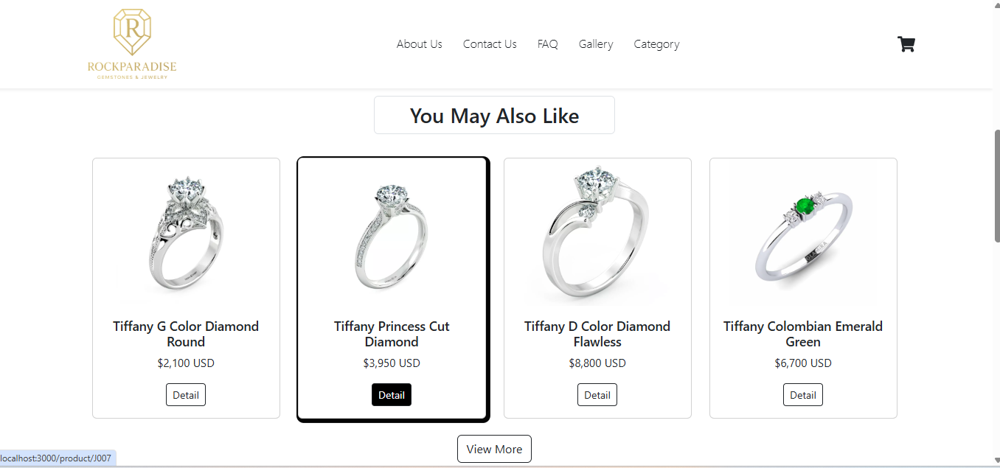 R
ROCKPARADISE
GEMSTONES & JEWELRY
About Us
Contact Us
FAQ
Gallery
Category
You May Also Like
Tiffany G Color Diamond
Round
$2,100 USD
Detail
Tiffany Princess Cut
Diamond
$3,950 USD
Detail
Tiffany D Color Diamond
Flawless
$8,800 USD
Detail
Tiffany Colombian Emerald
Green
$6,700 USD
Detail
View More
localhost:3000/product/J007